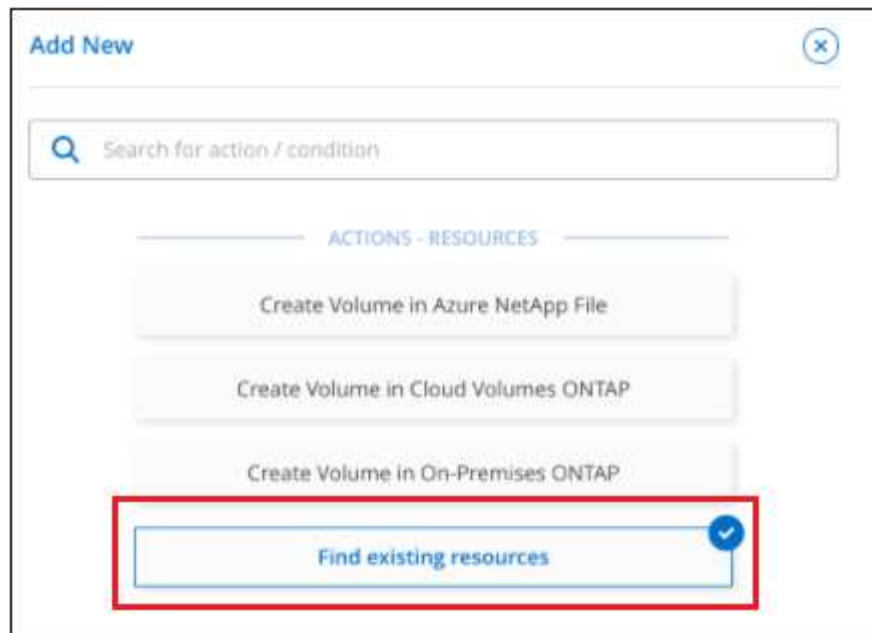 Add New
Search for action / condition
ACTIONS - RESOURCES
Create Volume in Azure NetApp File
Create Volume in Cloud Volumes ONTAP
Create Volume in On-Premises ONTAP
Find existing resources